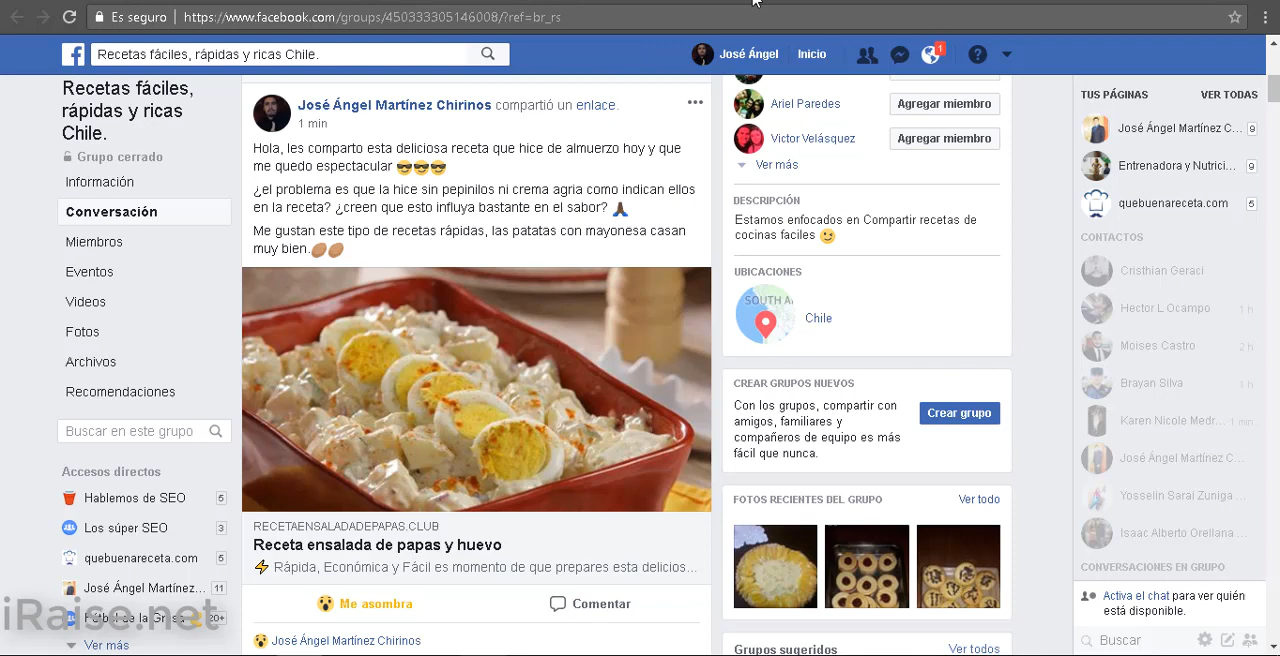 Es seguro | https://www.facebook.com/groups/450333305146008/?ref=br_rs
Recetas fáciles, rápidas y ricas Chile.
José Ángel
Inicio
1
Recetas fáciles,
rápidas y ricas
Chile.
Grupo cerrado
Información
Conversación
Miembros
Eventos
Videos
Fotos
Archivos
Recomendaciones
Buscar en este grupo
Accesos directos
Hablemos de SEO 5
Los súper SEO 3
quebuenareceta.com 5
José Ángel Martínez... 11
20+
Ver más
iRaise.net
José Ángel Martínez Chirinos compartió un enlace.
1 min
Hola, les comparto esta deliciosa receta que hice de almuerzo hoy y que
me quedo espectacular 😎😎😎
¿el problema es que la hice sin pepinilos ni crema agria como indican ellos
en la receta? ¿creen que esto influya bastante en el sabor? 🙏🏿
Me gustan este tipo de recetas rápidas, las patatas con mayonesa casan
muy bien.🥔🥔
RECETAENSALADADEPAPAS.CLUB
Receta ensalada de papas y huevo
⚡ Rápida, Económica y Fácil es momento de que prepares esta delicios...
Me asombra
Comentar
José Ángel Martínez Chirinos
Ariel Paredes
Agregar miembro
Victor Velásquez
Agregar miembro
Ver más
DESCRIPCIÓN
Estamos enfocados en Compartir recetas de
cocinas faciles 😉
UBICACIONES
SOUTH A
Chile
CREAR GRUPOS NUEVOS
Con los grupos, compartir con
amigos, familiares y
compañeros de equipo es más
fácil que nunca.
Crear grupo
FOTOS RECIENTES DEL GRUPO
Ver todo
Grupos sugeridos
Ver todos
TUS PÁGINAS
VER TODAS
José Ángel Martínez C... 9
Entrenadora y Nutrici... 9
quebuenareceta.com 5
CONTACTOS
Cristhian Geraci
Hector L Ocampo 1 h
Moises Castro 2 h
Brayan Silva 1 h
Karen Nicole Medr... 1 min
José Ángel Martínez C...
Yosselin Sarai Zuniga ...
Isaac Alberto Orellana ...
CONVERSACIONES EN GRUPO
Activa el chat para ver quién
está disponible.
Buscar